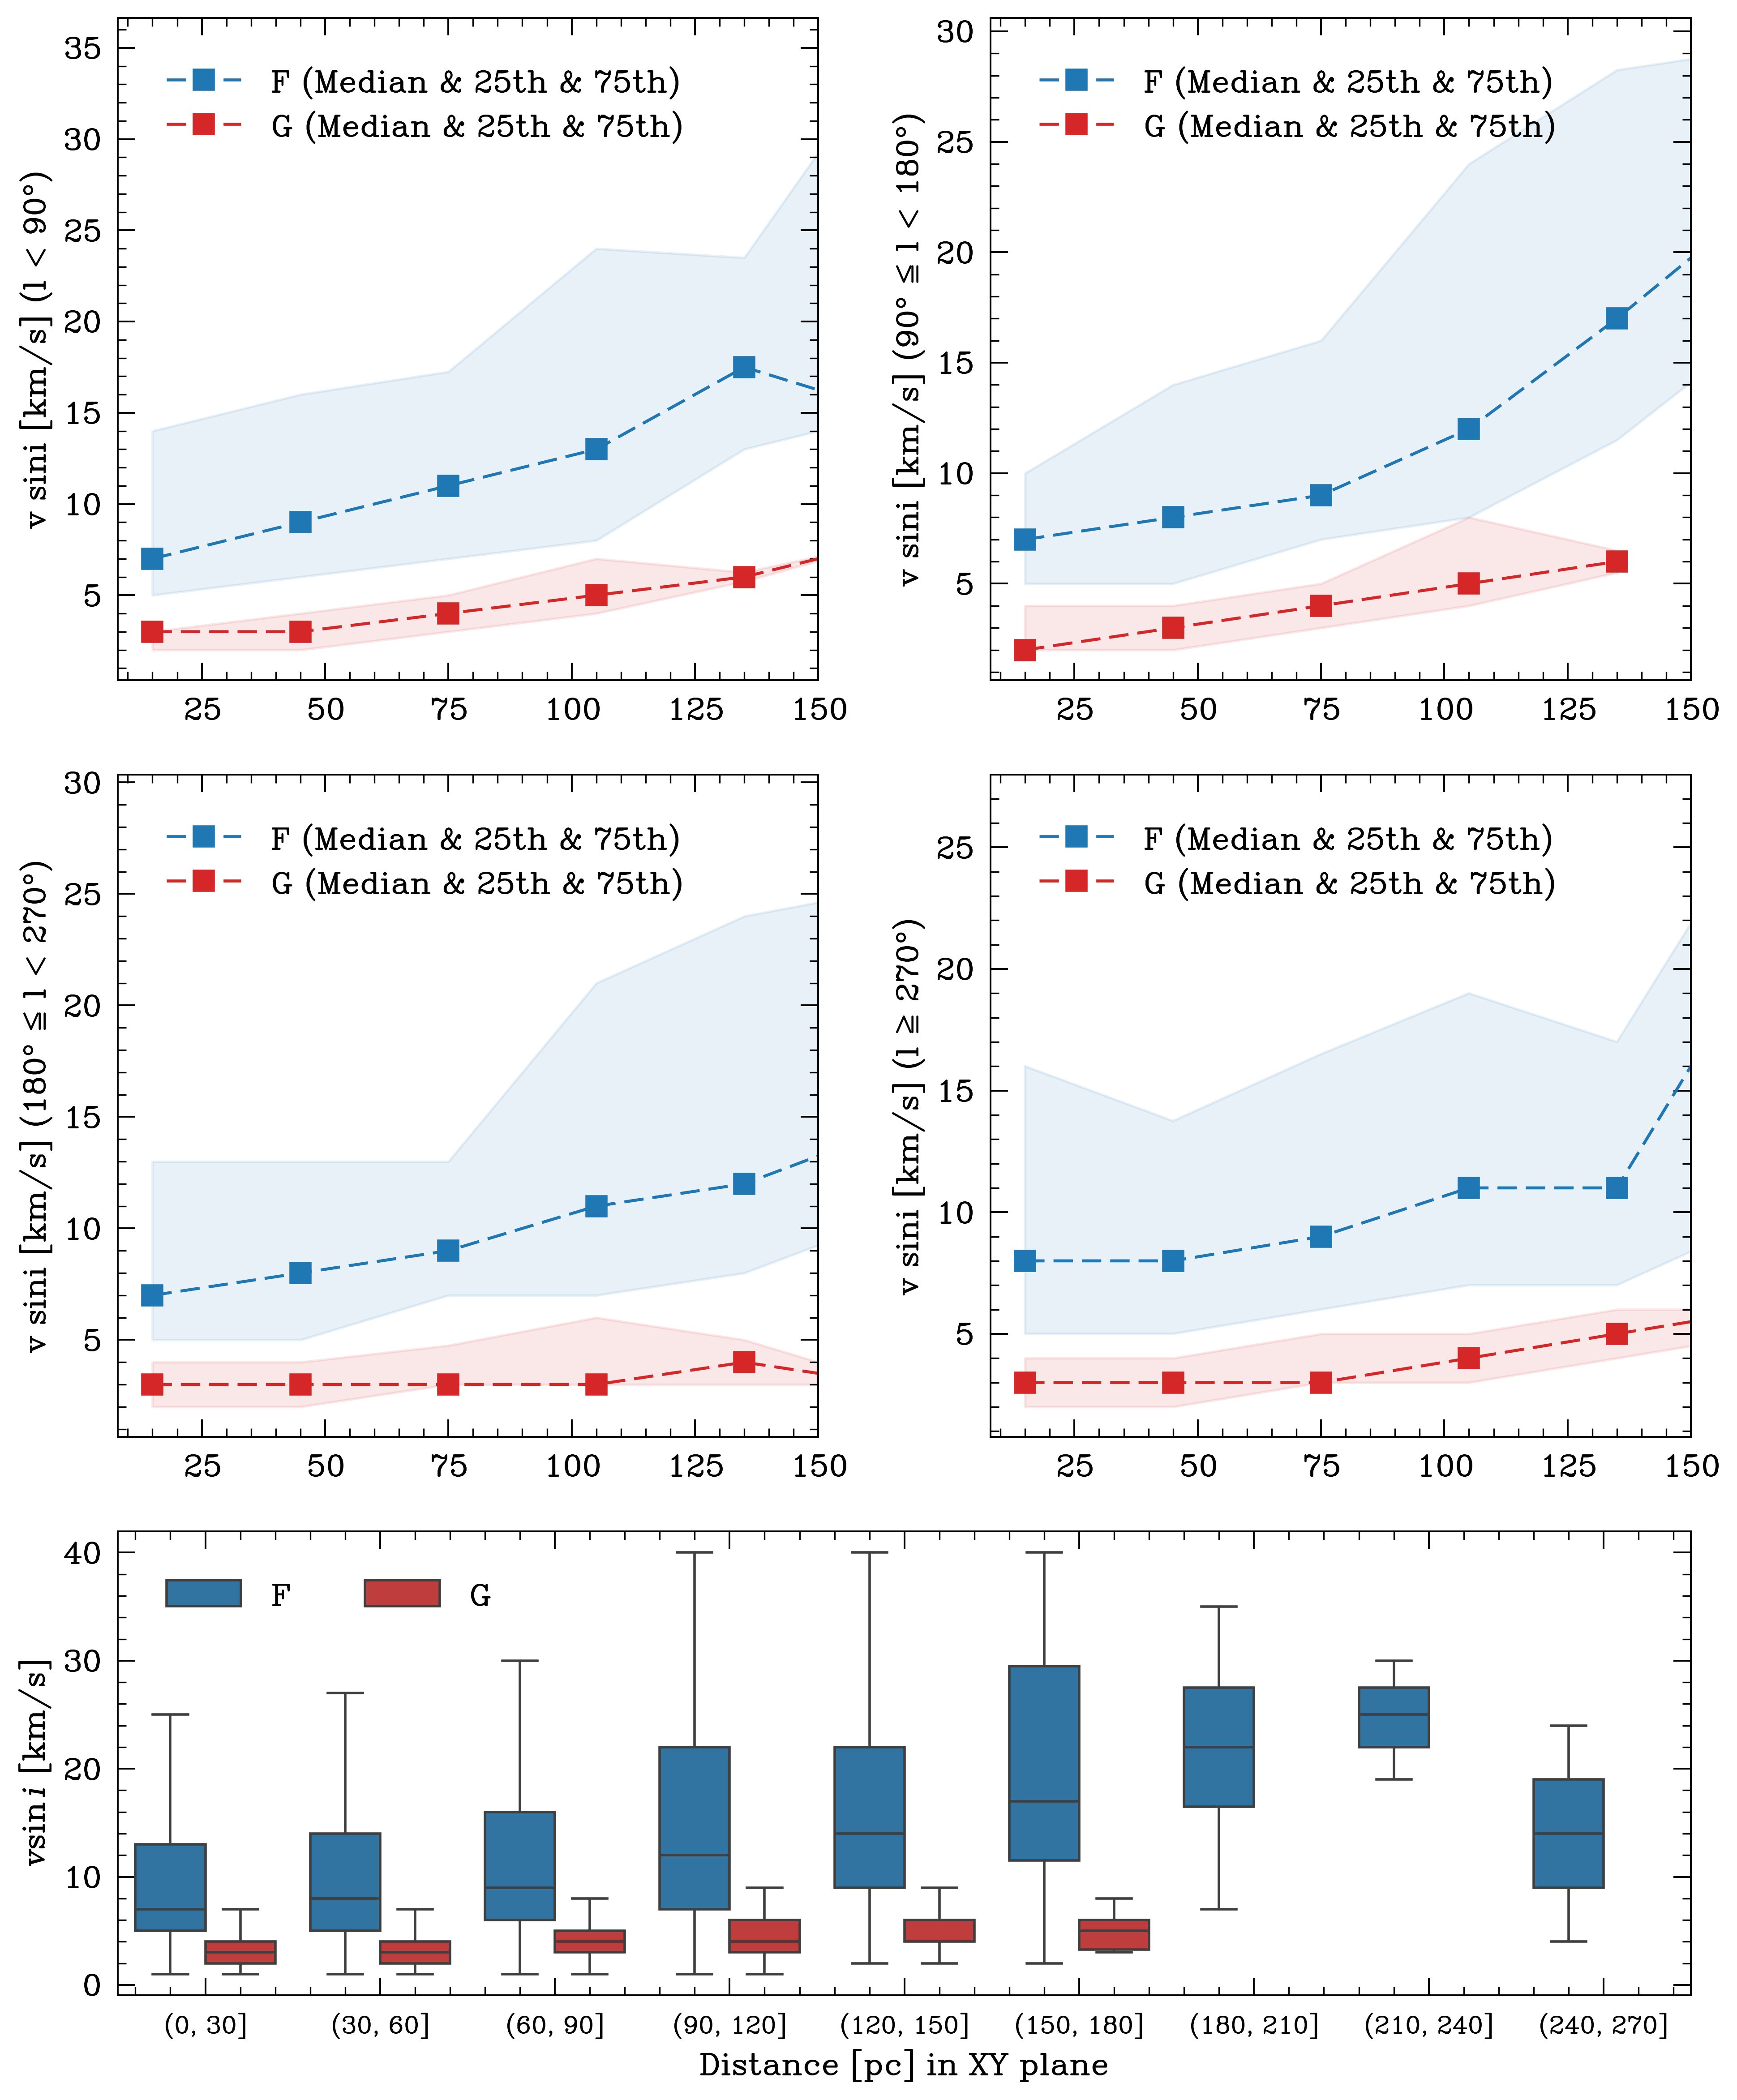 v sini [km/s] (l < 90°)
35
30
25
20
15
10
5
F (Median & 25th & 75th)
G (Median & 25th & 75th)
25 50 75 100 125 150
v sini [km/s] (90° ≤ l < 180°)
30
25
20
15
10
5
F (Median & 25th & 75th)
G (Median & 25th & 75th)
25 50 75 100 125 150
v sini [km/s] (180° ≤ l < 270°)
30
25
20
15
10
5
F (Median & 25th & 75th)
G (Median & 25th & 75th)
25 50 75 100 125 150
v sini [km/s] (l ≥ 270°)
25
20
15
10
5
F (Median & 25th & 75th)
G (Median & 25th & 75th)
25 50 75 100 125 150
vsini [km/s]
40
30
20
10
0
F G
(0, 30] (30, 60] (60, 90] (90, 120] (120, 150] (150, 180] (180, 210] (210, 240] (240, 270]
Distance [pc] in XY plane